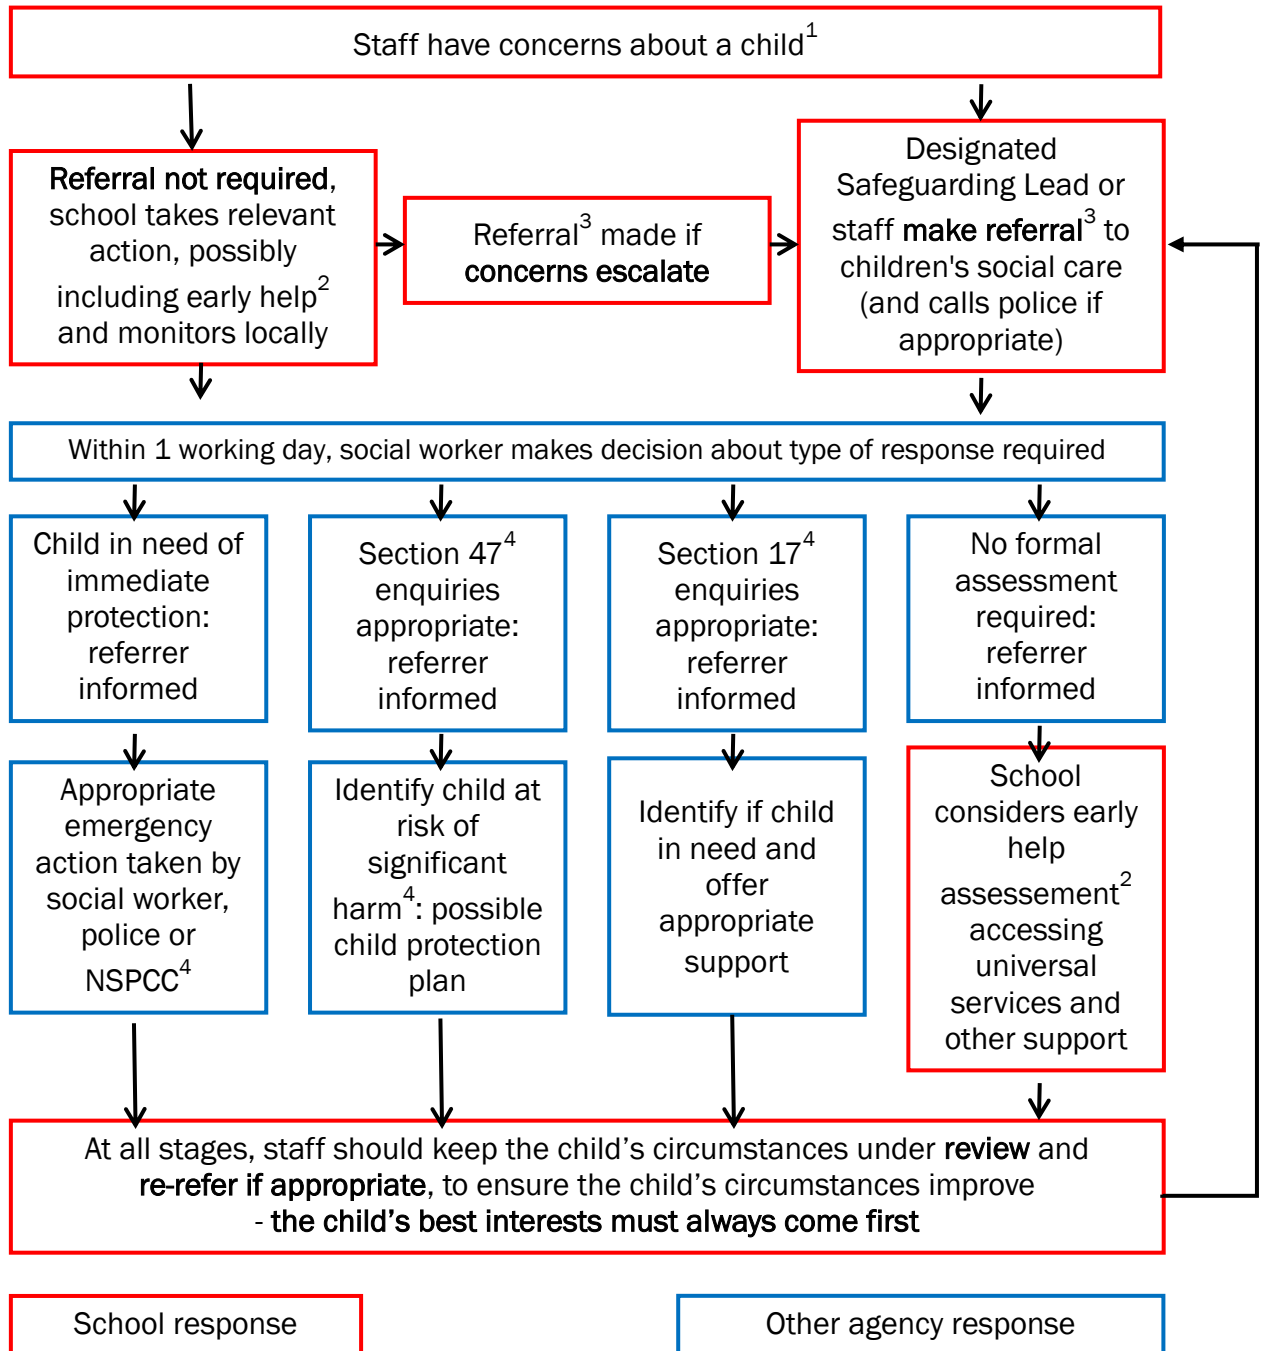 Staff have concerns about a child1
Referral not required,
school takes relevant
action, possibly
including early help2
and monitors locally
Referral3 made if
concerns escalate
Designated
Safeguarding Lead or
staff make referral3 to
children's social care
(and calls police if
appropriate)
Within 1 working day, social worker makes decision about type of response required
Child in need of
immediate
protection:
referrer
informed
Section 474
enquiries
appropriate:
referrer
informed
Section 174
enquiries
appropriate:
referrer
informed
No formal
assessment
required:
referrer
informed
Appropriate
emergency
action taken by
social worker,
police or
NSPCC4
Identify child at
risk of
significant
harm4: possible
child protection
plan
Identify if child
in need and
offer
appropriate
support
School
considers early
help
assessement2
accessing
universal
services and
other support
At all stages, staff should keep the child’s circumstances under review and
re-refer if appropriate, to ensure the child’s circumstances improve
- the child’s best interests must always come first
School response
Other agency response